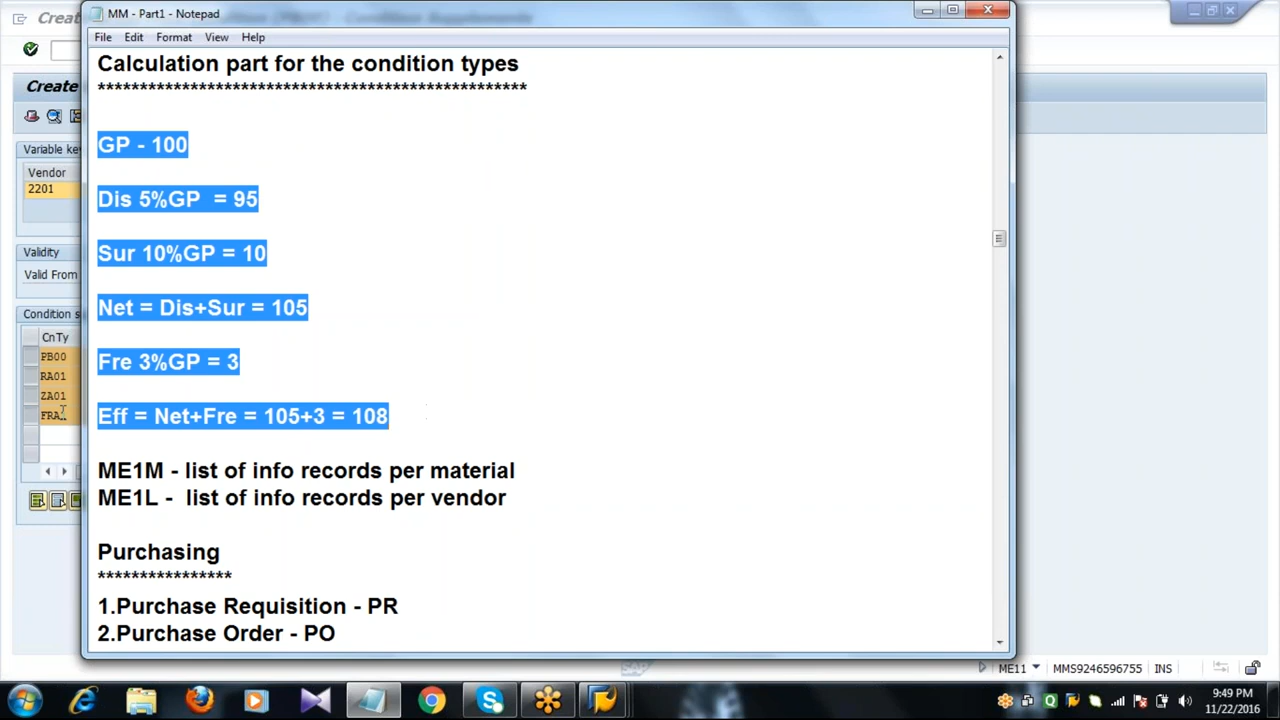 Create
MM - Part1 - Notepad
File Edit Format View Help
Calculation part for the condition types
***************************************************
GP - 100
Dis 5%GP  = 95
Sur 10%GP = 10
Net = Dis+Sur = 105
Fre 3%GP = 3
Eff = Net+Fre = 105+3 = 108
ME1M - list of info records per material
ME1L -  list of info records per vendor
Purchasing
****************
1.Purchase Requisition - PR
2.Purchase Order - PO
Create
Variable ke
Vendor
2201
Validity
Valid From
Condition s
CnTy
PB00
RA01
ZA01
FRA
SAP
ME11
MMS9246596755
INS
9:49 PM
11/22/2016